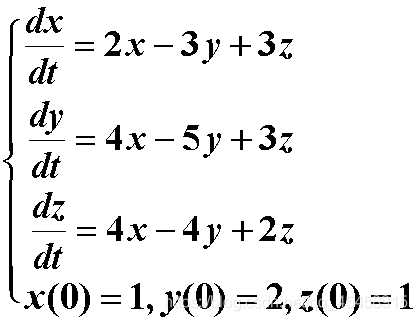 dx/dt = 2x − 3y + 3z
dy/dt = 4x − 5y + 3z
dz/dt = 4x − 4y + 2z
x(0) = 1, y(0) = 2, z(0) = 1